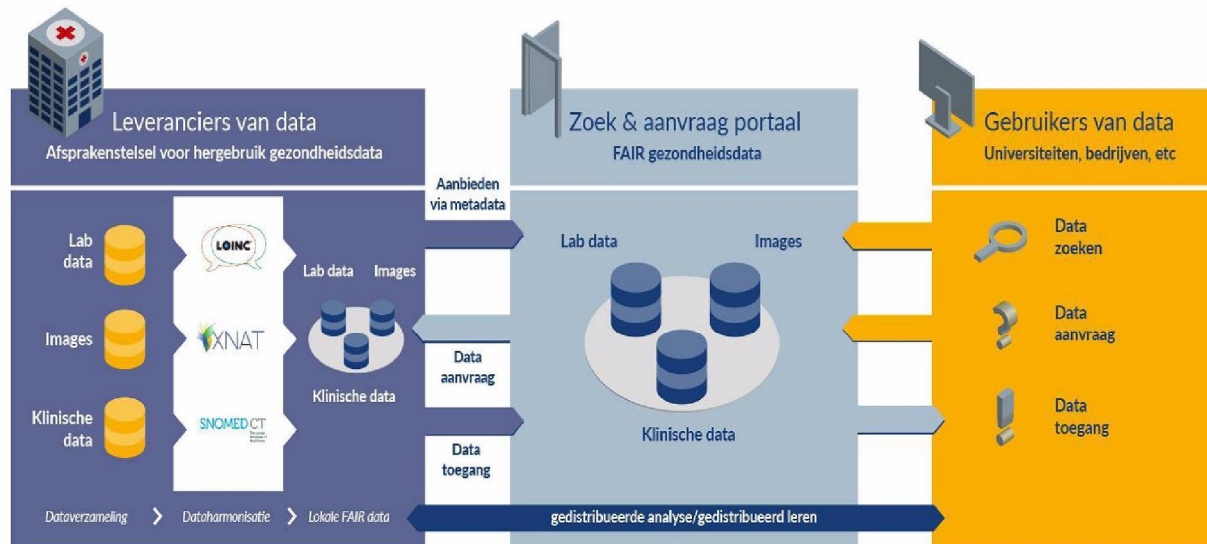 Leveranciers van data
Afsprakenstelsel voor hergebruik gezondheidsdata
Zoek & aanvraag portaal
FAIR gezondheidsdata
Gebruikers van data
Universiteiten, bedrijven, etc
Lab
data
Images
Klinische
data
LOINC
XNAT
SNOMED CT
Lab data
Images
Klinische data
Dataverzameling
Dataharmonisatie
Lokale FAIR data
Aanbieden
via metadata
Data
aanvraag
Data
toegang
Lab data
Images
Klinische data
gedistribueerde analyse/gedistribueerd leren
Data
zoeken
Data
aanvraag
Data
toegang